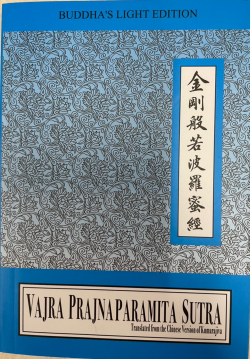 BUDDHA'S LIGHT EDITION
金剛般若波羅蜜經
VAJRA PRAJNAPARAMITA SUTRA
Translated from the Chinese Version of Kumarajiva